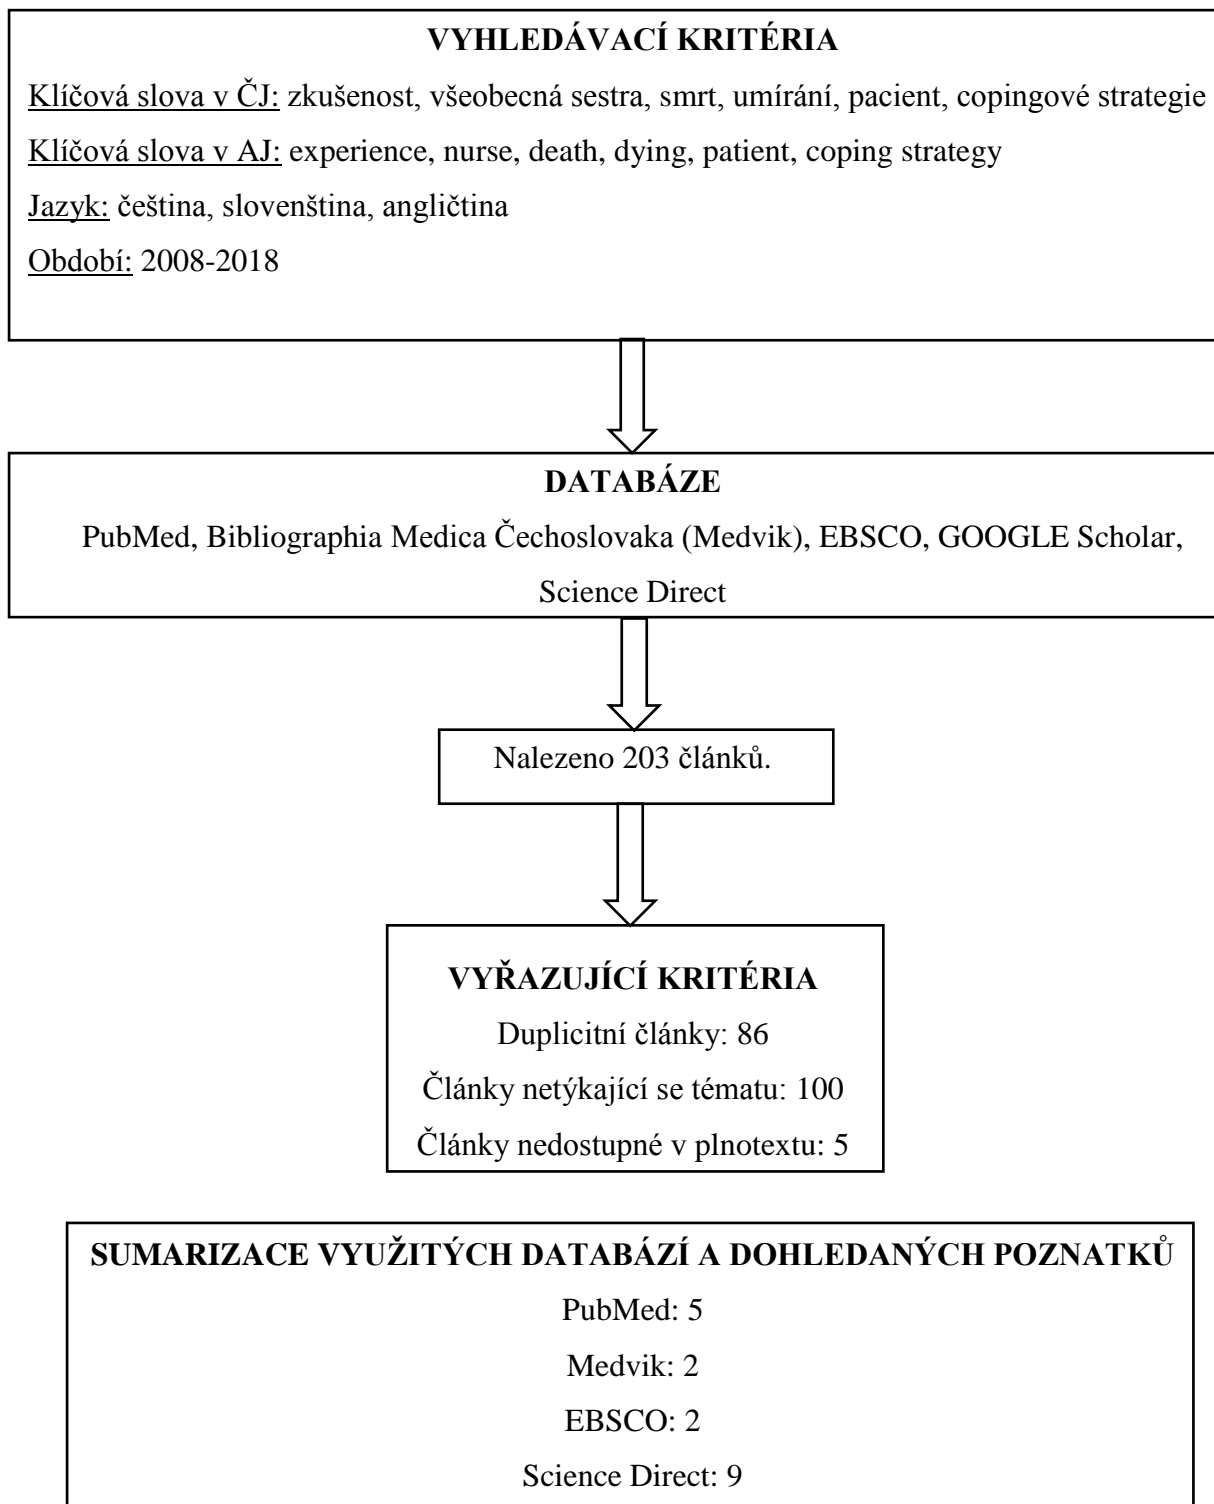 VYHLEDÁVACÍ KRITÉRIA
Klíčová slova v ČJ: zkušenost, všeobecná sestra, smrt, umírání, pacient, copingové strategie
Klíčová slova v AJ: experience, nurse, death, dying, patient, coping strategy
Jazyk: čeština, slovenština, angličtina
Období: 2008-2018
DATABÁZE
PubMed, Bibliographia Medica Čechoslovaka (Medvik), EBSCO, GOOGLE Scholar,
Science Direct
Nalezeno 203 článků.
VYŘAZUJÍCÍ KRITÉRIA
Duplicitní články: 86
Články netýkající se tématu: 100
Články nedostupné v plnotextu: 5
SUMARIZACE VYUŽITÝCH DATABÁZÍ A DOHLEDANÝCH POZNATKŮ
PubMed: 5
Medvik: 2
EBSCO: 2
Science Direct: 9